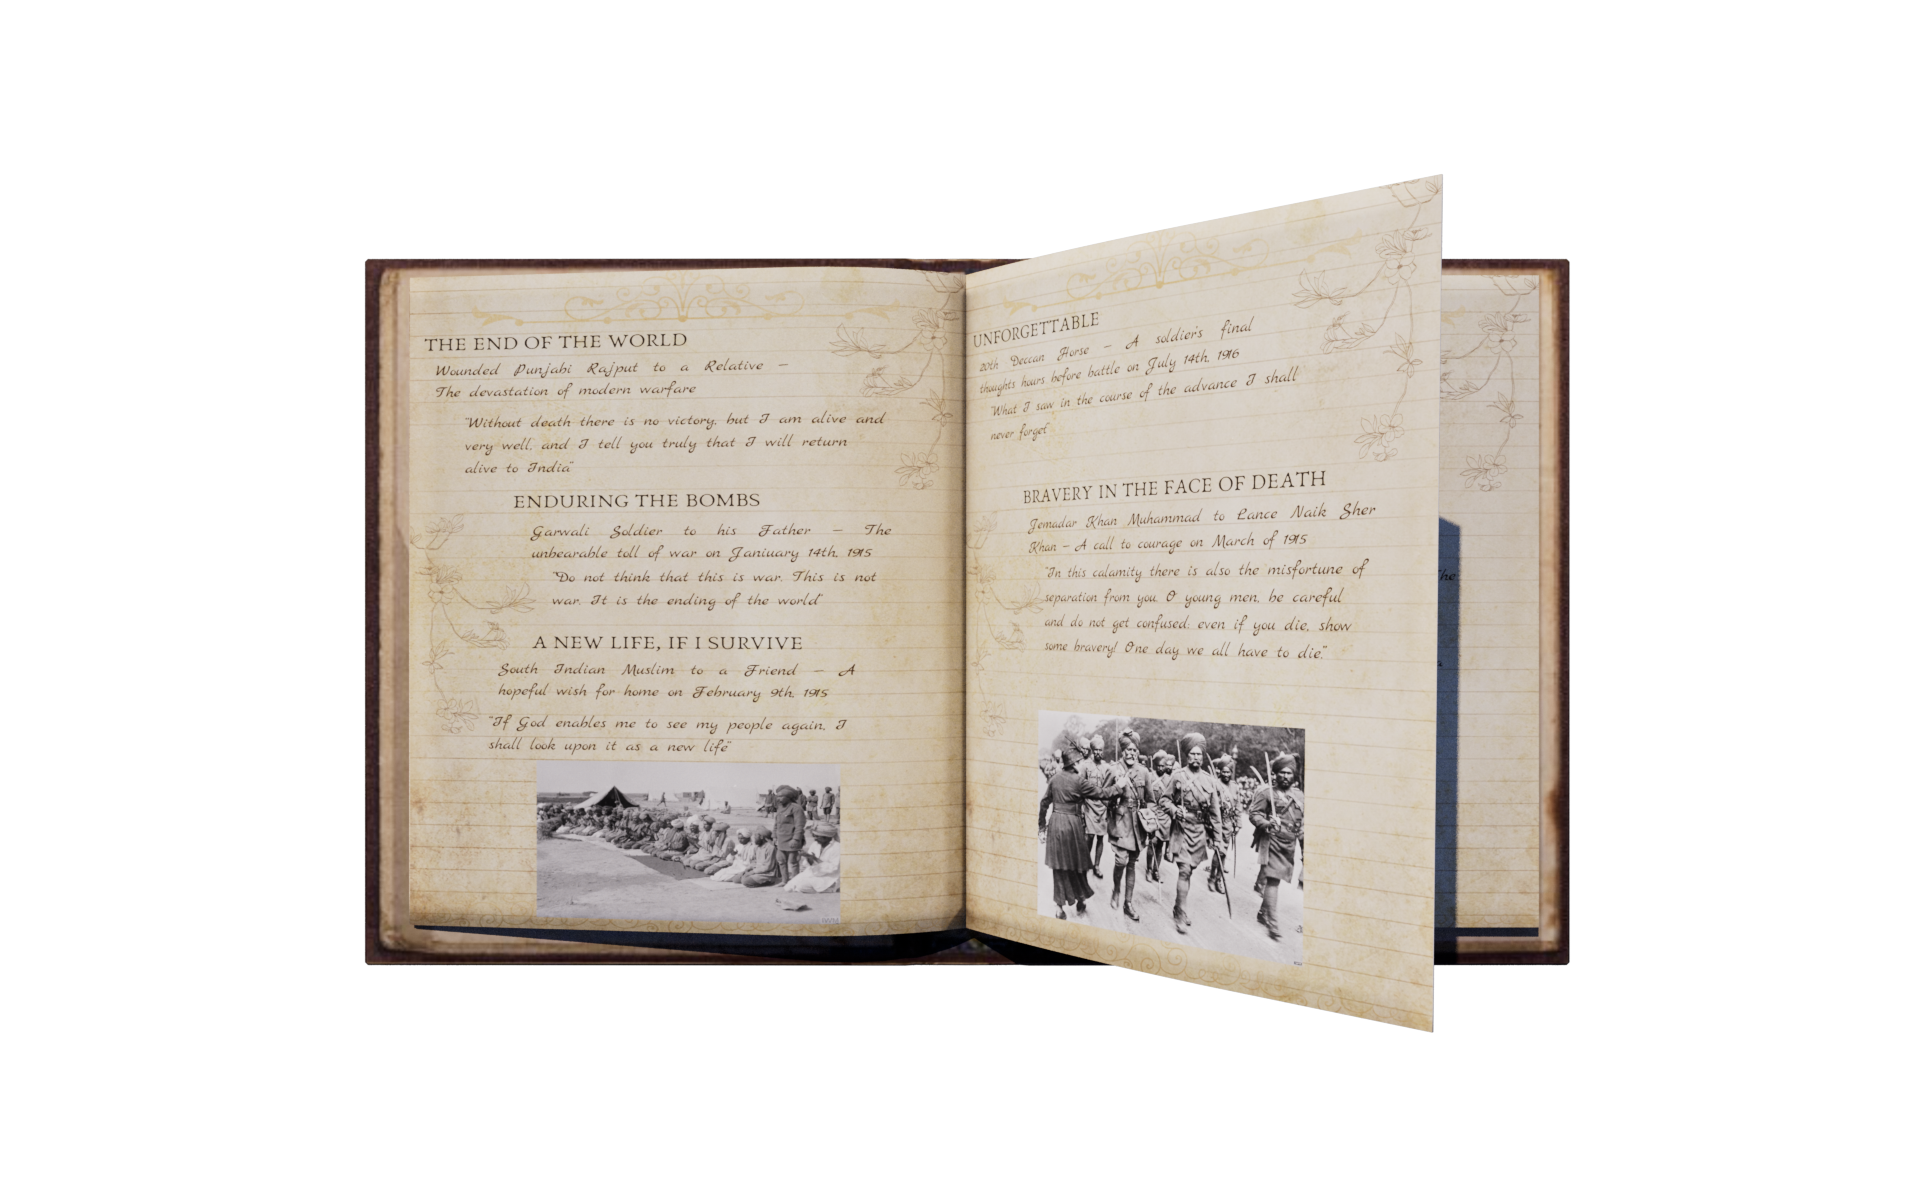 THE END OF THE WORLD
Wounded Punjabi Rajput to a Relative –
The devastation of modern warfare
"Without death there is no victory, but I am alive and
very well, and I tell you truly that I will return
alive to India"
ENDURING THE BOMBS
Garwali Soldier to his Father – The
unbearable toll of war on Janiuary 14th, 1915
"Do not think that this is war. This is not
war. It is the ending of the world"
A NEW LIFE, IF I SURVIVE
South Indian Muslim to a Friend – A
hopeful wish for home on February 9th, 1915
"If God enables me to see my people again, I
shall look upon it as a new life"
UNFORGETTABLE
20th Deccan Horse – A soldier's final
thoughts hours before battle on July 14th, 1916
"What I saw in the course of the advance I shall
never forget
BRAVERY IN THE FACE OF DEATH
Jemadar Khan Muhammad to Lance Naik Sher
Khan – A call to courage on March of 1915
"In this calamity there is also the misfortune of
separation from you. O young men, be careful
and do not get confused; even if you die, show
some bravery! One day we all have to die."